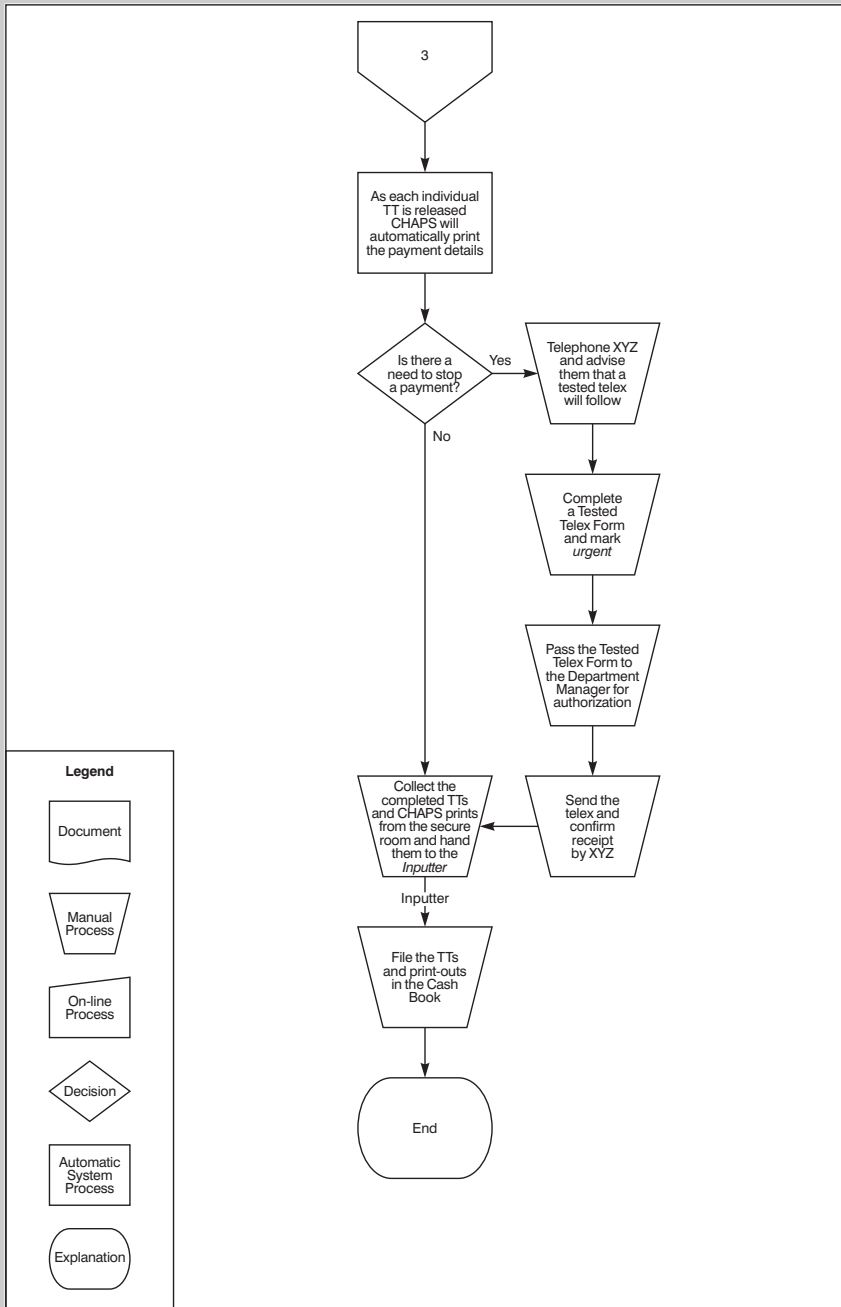 3
As each individual
TT is released
CHAPS will
automatically print
the payment details
Is there a
need to stop
a payment?
Yes
No
Telephone XYZ
and advise
them that a
tested telex
will follow
Complete
a Tested
Telex Form
and mark
urgent
Pass the Tested
Telex Form to
the Department
Manager for
authorization
Send the
telex and
confirm
receipt
by XYZ
Collect the
completed TTs
and CHAPS prints
from the secure
room and hand
them to the
Inputter
Inputter
File the TTs
and print-outs
in the Cash
Book
End
Legend
Document
Manual
Process
On-line
Process
Decision
Automatic
System
Process
Explanation